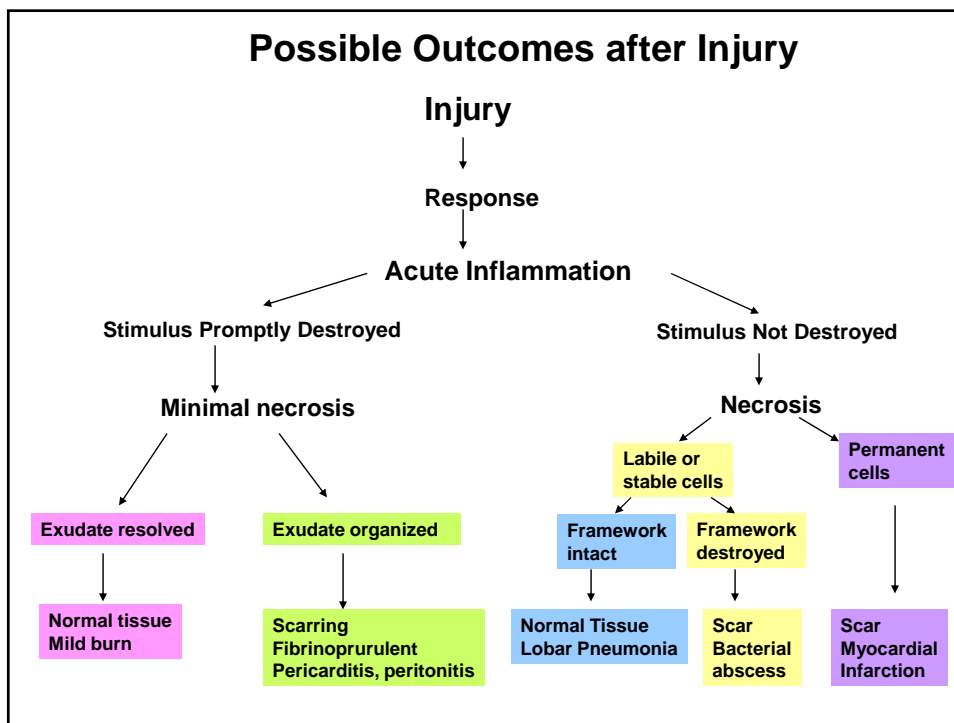 Possible Outcomes after Injury
Injury
Response
Acute Inflammation
Stimulus Promptly Destroyed
Stimulus Not Destroyed
Minimal necrosis
Necrosis
Labile or
stable cells
Permanent
cells
Exudate resolved
Exudate organized
Framework
intact
Framework
destroyed
Normal tissue
Mild burn
Scarring
Fibrinoprurulent
Pericarditis, peritonitis
Normal Tissue
Lobar Pneumonia
Scar
Bacterial
abscess
Scar
Myocardial
Infarction